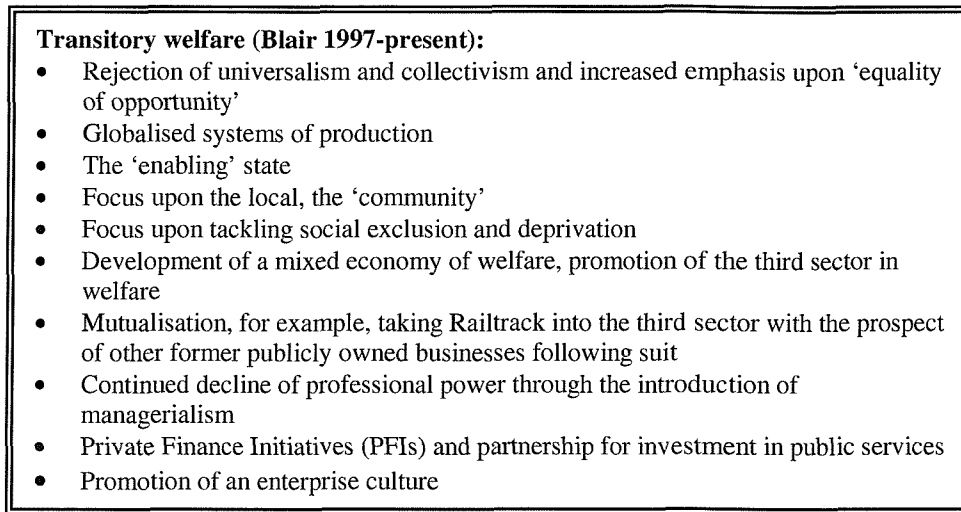 Transitory welfare (Blair 1997-present):
• Rejection of universalism and collectivism and increased emphasis upon ‘equality
of opportunity’
• Globalised systems of production
• The ‘enabling’ state
• Focus upon the local, the ‘community’
• Focus upon tackling social exclusion and deprivation
• Development of a mixed economy of welfare, promotion of the third sector in
welfare
• Mutualisation, for example, taking Railtrack into the third sector with the prospect
of other former publicly owned businesses following suit
• Continued decline of professional power through the introduction of
managerialism
• Private Finance Initiatives (PFIs) and partnership for investment in public services
• Promotion of an enterprise culture